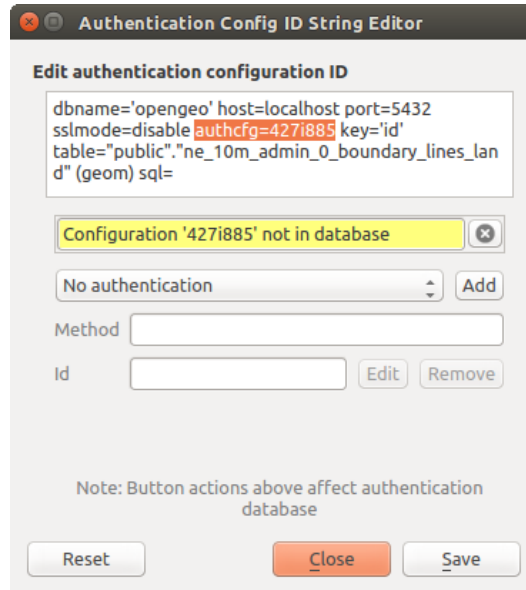 Authentication Config ID String Editor
Edit authentication configuration ID
dbname='opengeo' host=localhost port=5432
sslmode=disable authcfg=427i885 key='id'
table="public"."ne_10m_admin_0_boundary_lines_lan
d" (geom) sql=
Configuration '427i885' not in database
No authentication Add
Method
Id Edit Remove
Note: Button actions above affect authentication
database
Reset Close Save